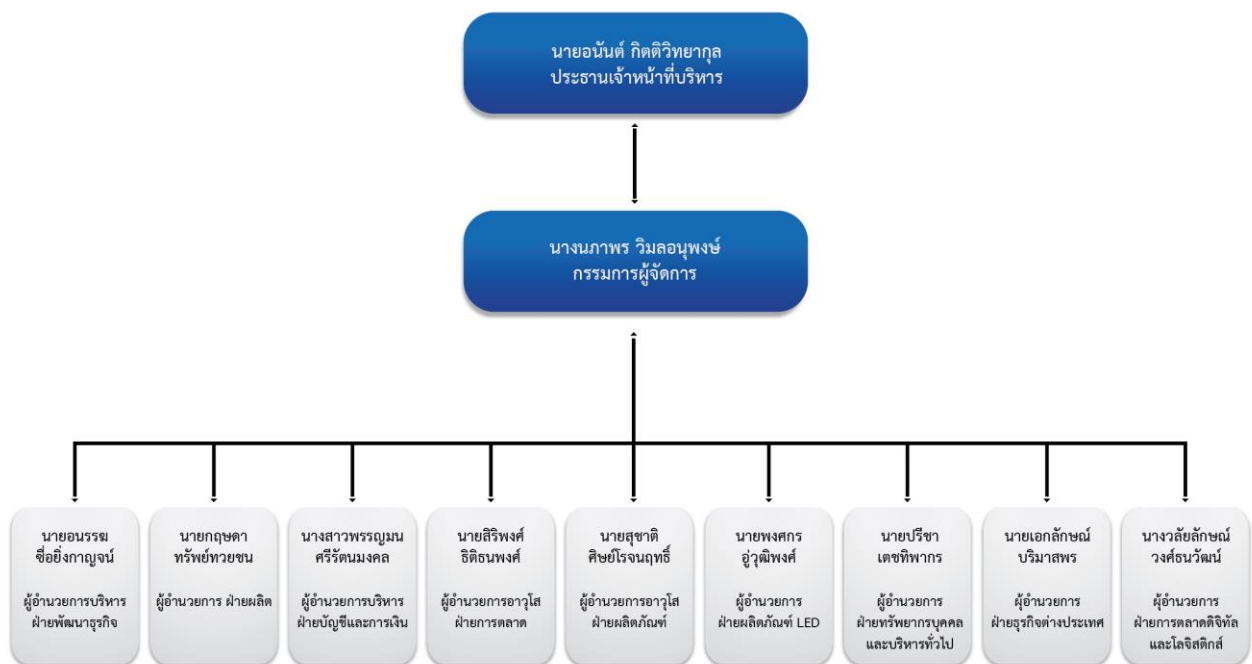 นายอนันต์ กิตติวิทยากุล
ประธานเจ้าหน้าที่บริหาร
นางนภาพร วิมลอนุพงษ์
กรรมการผู้จัดการ
นายอนรรฆ
ซื่อยิ่งกาญจน์
ผู้อำนวยการบริหาร
ฝ่ายพัฒนาธุรกิจ
นายกฤษดา
ทรัพย์ทวยชน
ผู้อำนวยการ ฝ่ายผลิต
นางสาวพรรญมน
ศรีรัตนมงคล
ผู้อำนวยการบริหาร
ฝ่ายบัญชีและการเงิน
นายสิริพงศ์
ธิติธนพงศ์
ผู้อำนวยการอาวุโส
ฝ่ายการตลาด
นายสุชาติ
ศิษย์โรจนฤทธิ์
ผู้อำนวยการอาวุโส
ฝ่ายผลิตภัณฑ์
นายพงศกร
อู่วุฒิพงศ์
ผู้อำนวยการ
ฝ่ายผลิตภัณฑ์ LED
นายปรีชา
เตชทิพากร
ผู้อำนวยการ
ฝ่ายทรัพยากรบุคคล
และบริหารทั่วไป
นายเอกลักษณ์
บริมาสพร
ผู้อำนวยการ
ฝ่ายธุรกิจต่างประเทศ
นางวลัยลักษณ์
วงศ์ธนวัฒน์
ผู้อำนวยการ
ฝ่ายการตลาดดิจิทัล
และโลจิสติกส์